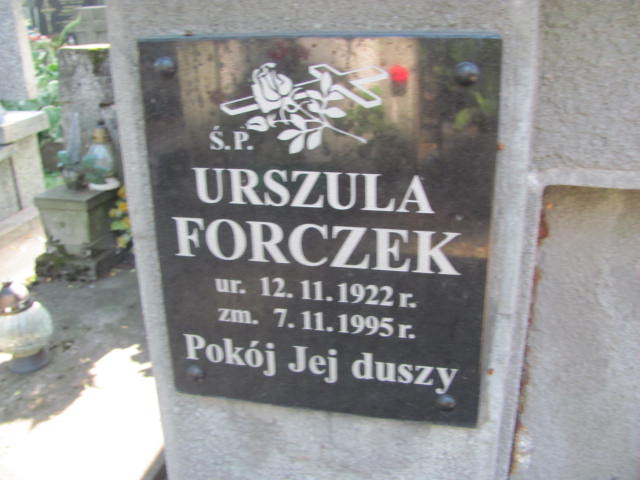 Ś.P.
URSZULA
FORCZEK
ur. 12.11.1922 r.
zm. 7.11.1995 r.
Pokój Jej duszy